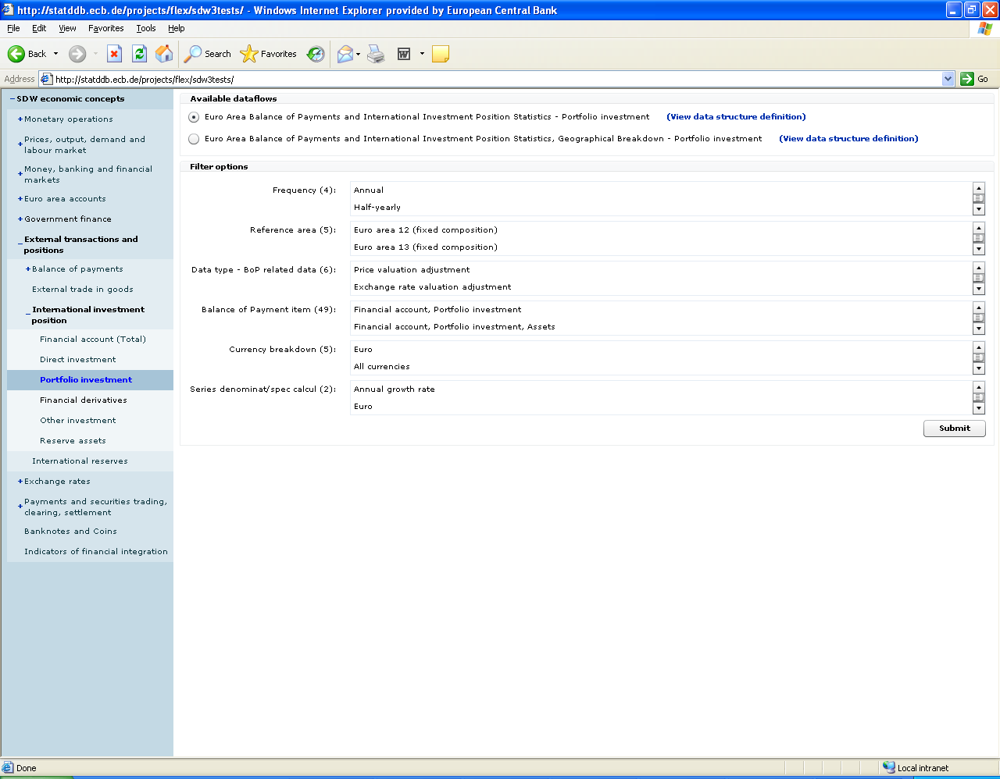 http://statddb.ecb.de/projects/flex/sdw3tests/ - Windows Internet Explorer provided by European Central Bank
File Edit View Favorites Tools Help
Back Search Favorites
Address http://statddb.ecb.de/projects/flex/sdw3tests/ Go
SDW economic concepts
+Monetary operations
+Prices, output, demand and
labour market
+Money, banking and financial
markets
+Euro area accounts
+Government finance
External transactions and
positions
+Balance of payments
External trade in goods
International investment
position
Financial account (Total)
Direct investment
Portfolio investment
Financial derivatives
Other investment
Reserve assets
International reserves
+Exchange rates
+Payments and securities trading,
clearing, settlement
Banknotes and Coins
Indicators of financial integration
Available dataflows
Euro Area Balance of Payments and International Investment Position Statistics - Portfolio investment (View data structure definition)
Euro Area Balance of Payments and International Investment Position Statistics, Geographical Breakdown - Portfolio investment (View data structure definition)
Filter options
Frequency (4): Annual
Half-yearly
Reference area (5): Euro area 12 (fixed composition)
Euro area 13 (fixed composition)
Data type - BoP related data (6): Price valuation adjustment
Exchange rate valuation adjustment
Balance of Payment item (49): Financial account, Portfolio investment
Financial account, Portfolio investment, Assets
Currency breakdown (5): Euro
All currencies
Series denominat/spec calcul (2): Annual growth rate
Euro
Submit
Done
Local intranet